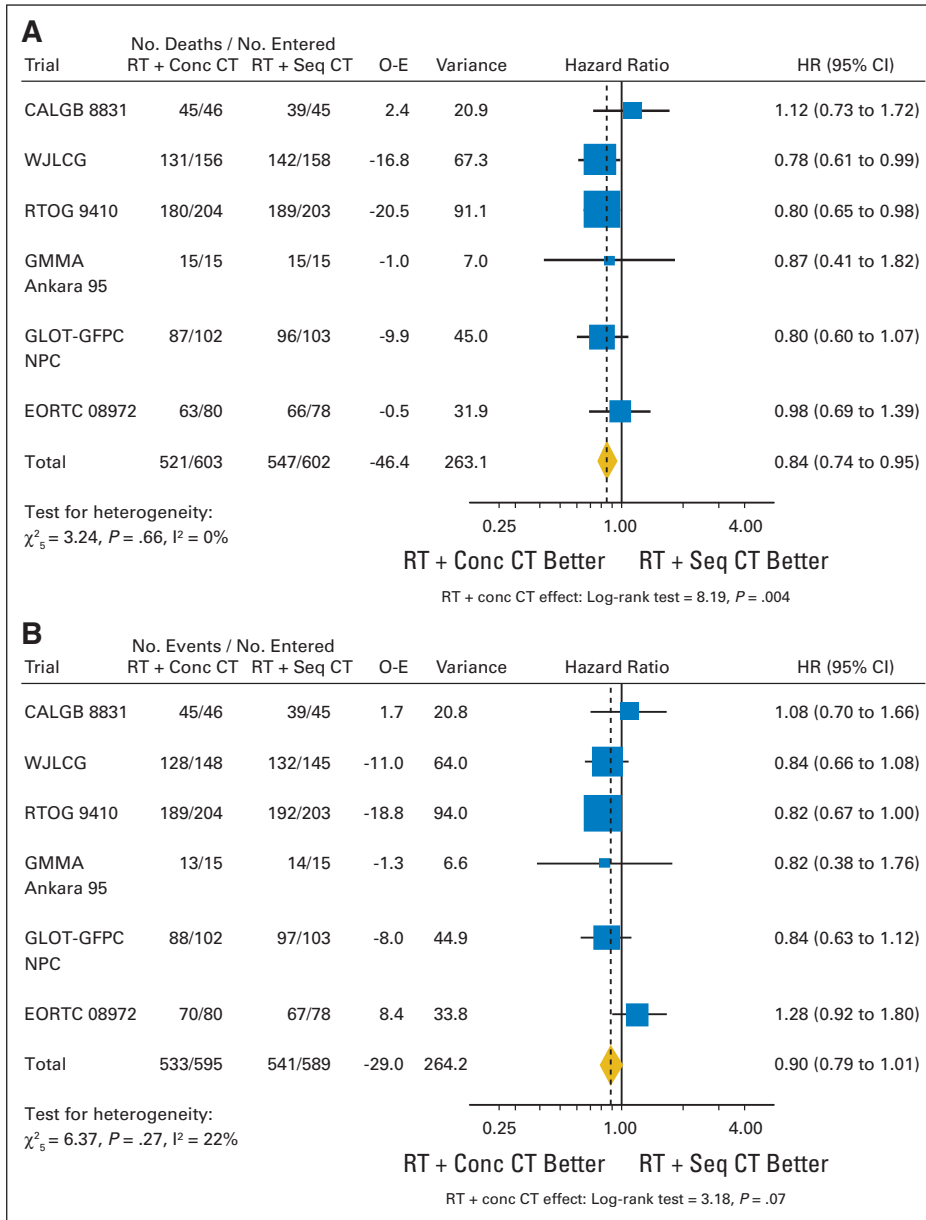 A
No. Deaths / No. Entered
Trial RT + Conc CT RT + Seq CT O-E Variance Hazard Ratio HR (95% CI)
CALGB 8831 45/46 39/45 2.4 20.9 1.12 (0.73 to 1.72)
WJLCG 131/156 142/158 -16.8 67.3 0.78 (0.61 to 0.99)
RTOG 9410 180/204 189/203 -20.5 91.1 0.80 (0.65 to 0.98)
GMMA 15/15 15/15 -1.0 7.0 0.87 (0.41 to 1.82)
Ankara 95
GLOT-GFPC 87/102 96/103 -9.9 45.0 0.80 (0.60 to 1.07)
NPC
EORTC 08972 63/80 66/78 -0.5 31.9 0.98 (0.69 to 1.39)
Total 521/603 547/602 -46.4 263.1 0.84 (0.74 to 0.95)
Test for heterogeneity:
χ²₅ = 3.24, P = .66, I² = 0%
0.25 1.00 4.00
RT + Conc CT Better RT + Seq CT Better
RT + conc CT effect: Log-rank test = 8.19, P = .004
B
No. Events / No. Entered
Trial RT + Conc CT RT + Seq CT O-E Variance Hazard Ratio HR (95% CI)
CALGB 8831 45/46 39/45 1.7 20.8 1.08 (0.70 to 1.66)
WJLCG 128/148 132/145 -11.0 64.0 0.84 (0.66 to 1.08)
RTOG 9410 189/204 192/203 -18.8 94.0 0.82 (0.67 to 1.00)
GMMA 13/15 14/15 -1.3 6.6 0.82 (0.38 to 1.76)
Ankara 95
GLOT-GFPC 88/102 97/103 -8.0 44.9 0.84 (0.63 to 1.12)
NPC
EORTC 08972 70/80 67/78 8.4 33.8 1.28 (0.92 to 1.80)
Total 533/595 541/589 -29.0 264.2 0.90 (0.79 to 1.01)
Test for heterogeneity:
χ²₅ = 6.37, P = .27, I² = 22%
0.25 1.00 4.00
RT + Conc CT Better RT + Seq CT Better
RT + conc CT effect: Log-rank test = 3.18, P = .07